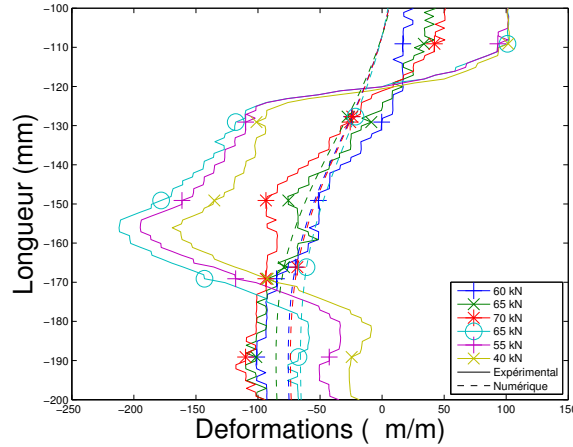 Longueur (mm)
-100
-110
-120
-130
-140
-150
-160
-170
-180
-190
-200
-250
-200
-150
-100
-50
0
50
100
150
Deformations ( m/m)
60 kN
65 kN
70 kN
65 kN
55 kN
40 kN
Expérimental
Numérique